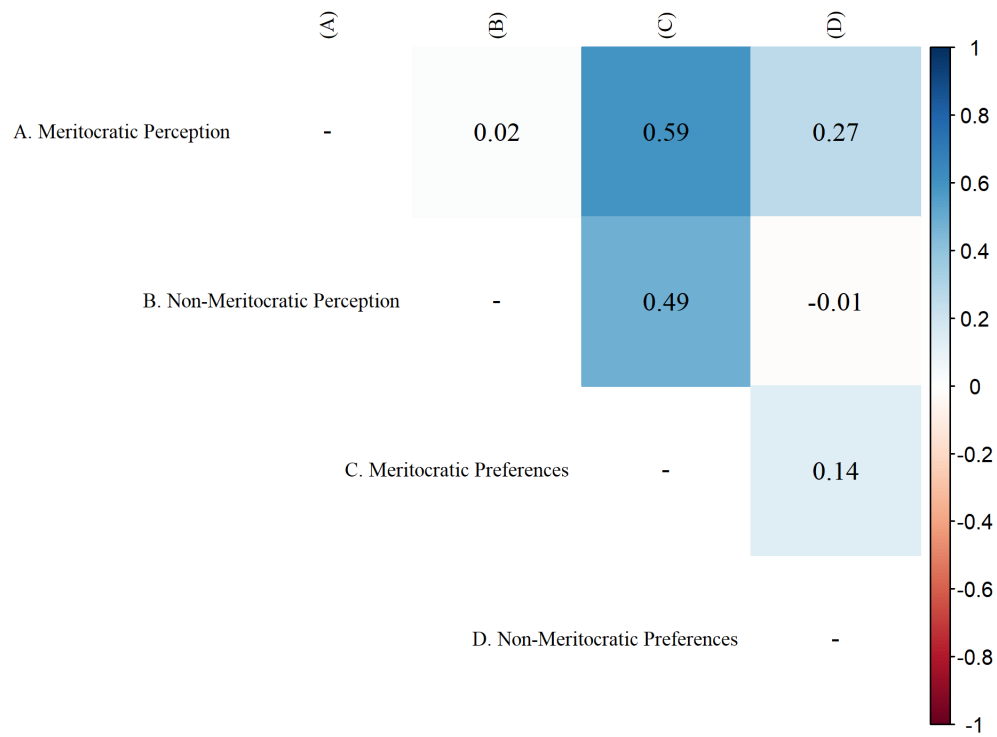 (A) (B) (C) (D)
A. Meritocratic Perception - 0.02 0.59 0.27
B. Non-Meritocratic Perception - 0.49 -0.01
C. Meritocratic Preferences - 0.14
D. Non-Meritocratic Preferences -
1
0.8
0.6
0.4
0.2
0
-0.2
-0.4
-0.6
-0.8
-1